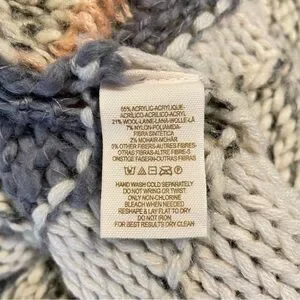 65% ACRYLIC-ACRYLIQUE-
ACRILICO-ACRILICO-ACRYL
21% WOOL-LAINE-LANA-WOLLE-LA
7% NYLON-POLIAMIDA-
FIBRA SINTETICA
2% MOHAIR-MOHAR
5% OTHER FIBERS-AUTRES FIBRES-
OTRAS FIBRAS-ALTRE FIBRE-S
ONSTIGE FASERN-OUTRAS FIBRAS
HAND WASH COLD SEPARATELY
DO NOT WRING OR TWIST
ONLY NON-CHLORINE
BLEACH WHEN NEEDED
RESHAPE & LAY FLAT TO DRY
DO NOT IRON
FOR BEST RESULTS DRY CLEAN